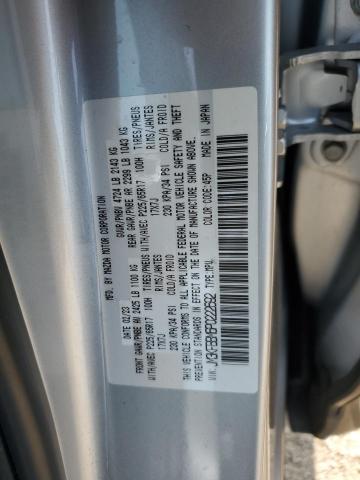 MFD. BY MAZDA MOTOR CORPORATION
DATE 02/23 GVWR/PNBV 4724 LB 2143 KG
FRONT GAWR/PNBE AV 2425 LB 1100 KG REAR GAWR/PNBE AR 2299 LB 1043 KG
WITH/AVEC P225/65R17 100H TIRES/PNEUS WITH/AVEC P225/65R17 100H TIRES/PNEUS
17X7J RIMS/JANTES 17X7J RIMS/JANTES
230 KPA/34 PSI COLD/A FROID 230 KPA/34 PSI COLD/A FROID
THIS VEHICLE CONFORMS TO ALL APPLICABLE FEDERAL MOTOR VEHICLE SAFETY AND THEFT
PREVENTION STANDARDS IN EFFECT ON THE DATE OF MANUFACTURE SHOWN ABOVE.
COLOR CODE: 45P MADE IN JAPAN
TYPE: MPV.